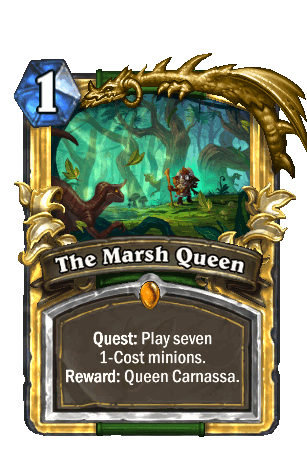 1
The Marsh Queen
Quest: Play seven
1-Cost minions.
Reward: Queen Carnassa.